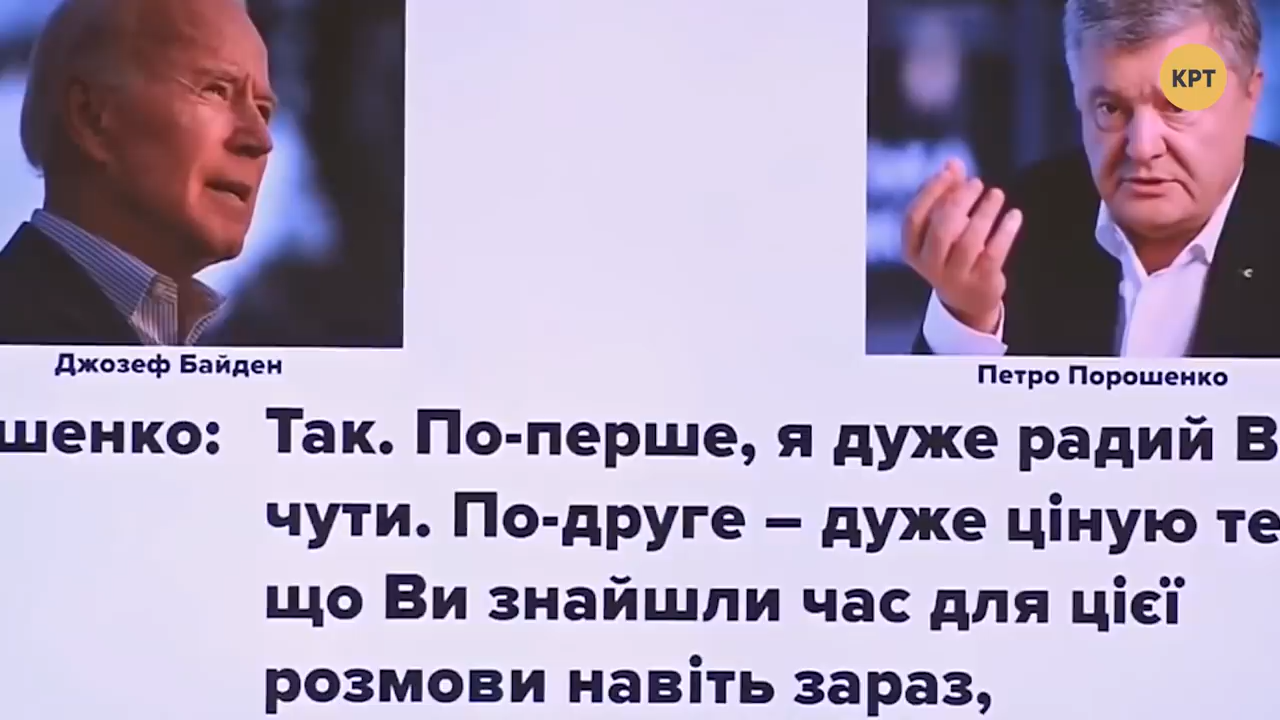 КРТ
Джозеф Байден
Петро Порошенко
шенко: Так. По-перше, я дуже радий В
чути. По-друге – дуже ціную те
що Ви знайшли час для цієї
розмови навіть зараз,